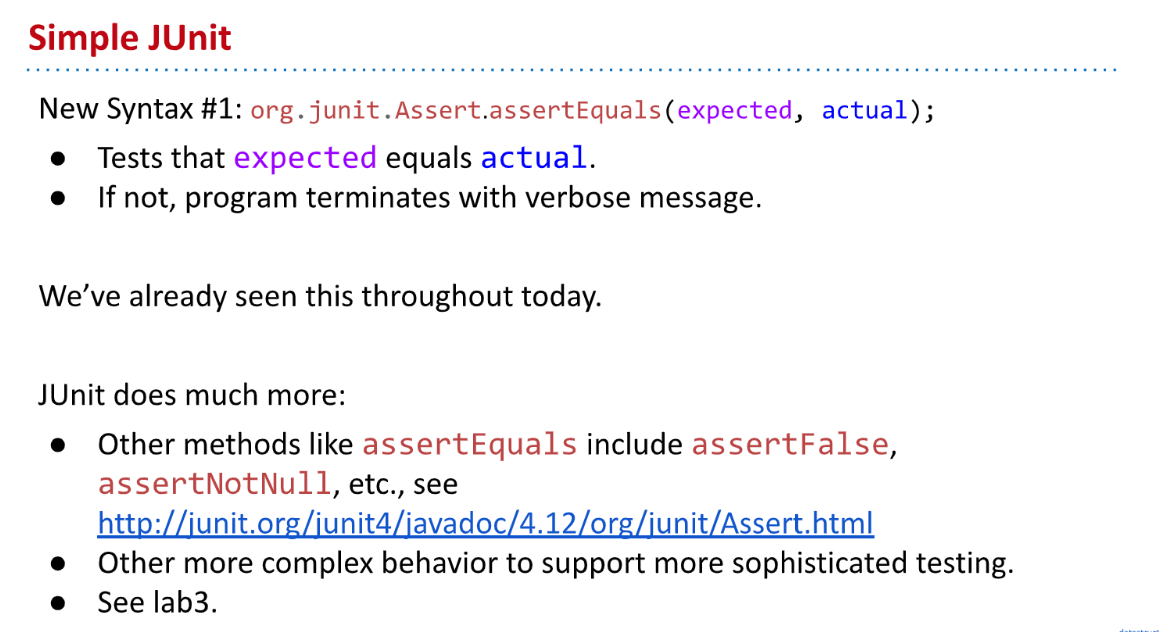 Simple JUnit
New Syntax #1: org.junit.Assert.assertEquals(expected, actual);
● Tests that expected equals actual.
● If not, program terminates with verbose message.
We’ve already seen this throughout today.
JUnit does much more:
● Other methods like assertEquals include assertFalse,
assertNotNull, etc., see
http://junit.org/junit4/javadoc/4.12/org/junit/Assert.html
● Other more complex behavior to support more sophisticated testing.
● See lab3.